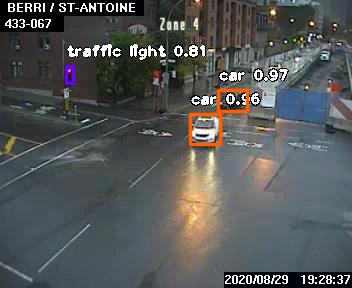 BERRI / ST-ANTOINE
433-067
Zone 4
traffic light 0.81
car 0.97
car 0.96
2020/08/29 19:28:37